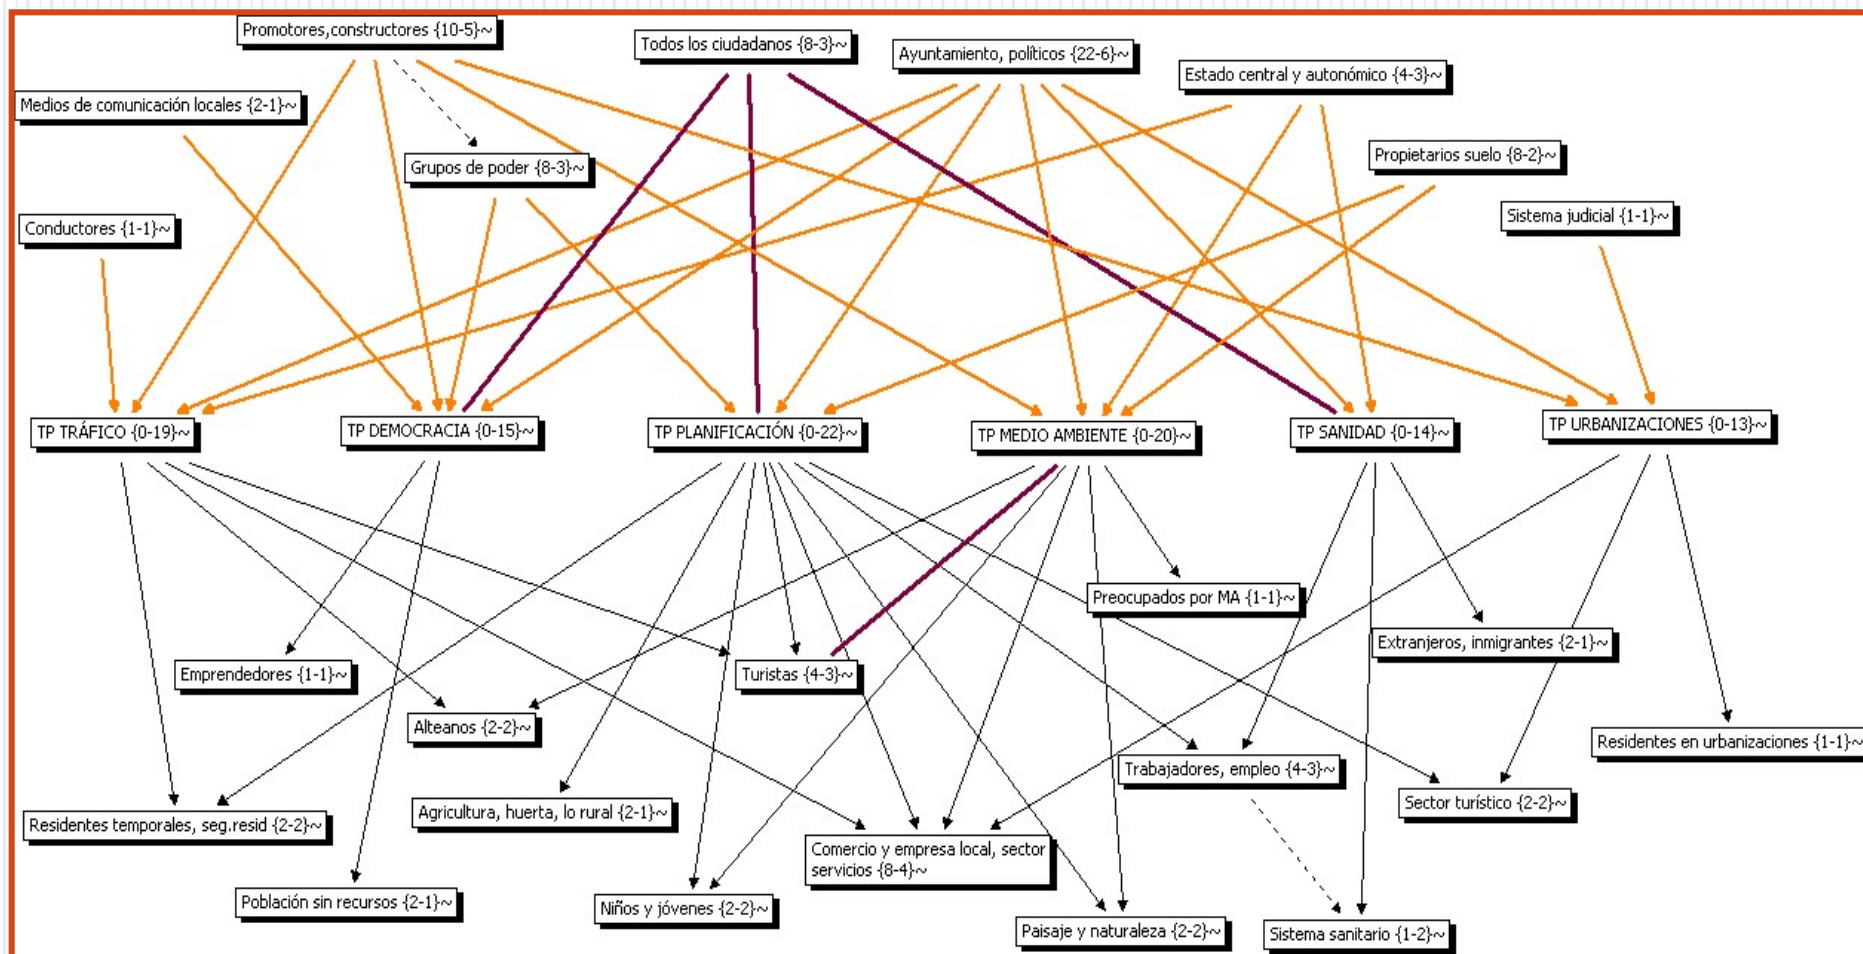 Promotores,constructores {10-5}~
Todos los ciudadanos {8-3}~
Ayuntamiento, políticos {22-6}~
Estado central y autonómico {4-3}~
Medios de comunicación locales {2-1}~
Grupos de poder {8-3}~
Propietarios suelo {8-2}~
Conductores {1-1}~
Sistema judicial {1-1}~
TP TRÁFICO {0-19}~
TP DEMOCRACIA {0-15}~
TP PLANIFICACIÓN {0-22}~
TP MEDIO AMBIENTE {0-20}~
TP SANIDAD {0-14}~
TP URBANIZACIONES {0-13}~
Preocupados por MA {1-1}~
Extranjeros, inmigrantes {2-1}~
Emprendedores {1-1}~
Turistas {4-3}~
Alteanos {2-2}~
Residentes en urbanizaciones {1-1}~
Trabajadores, empleo {4-3}~
Sector turístico {2-2}~
Residentes temporales, seg.resid {2-2}~
Agricultura, huerta, lo rural {2-1}~
Comercio y empresa local, sector
servicios {8-4}~
Población sin recursos {2-1}~
Niños y jóvenes {2-2}~
Paisaje y naturaleza {2-2}~
Sistema sanitario {1-2}~